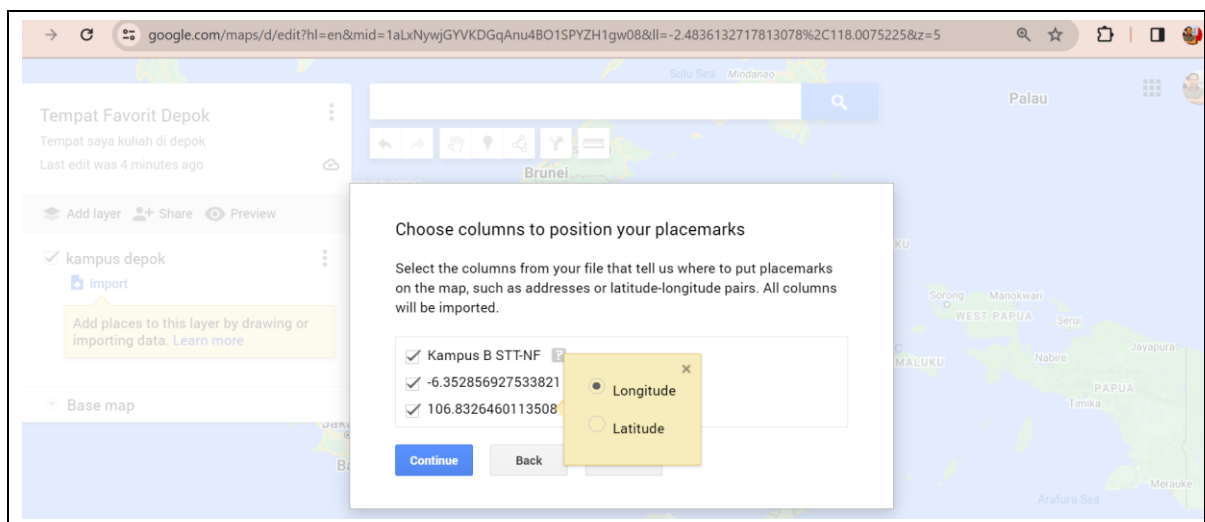 google.com/maps/d/edit?hl=en&mid=1aLxNywjGYVKDGqAnu4BO1SPYZH1gw08&ll=-2.4836132717813078%2C118.0075225&z=5
Sulu Sea Mindanao
Palau
Tempat Favorit Depok
Tempat saya kuliah di depok
Last edit was 4 minutes ago
Brunei
Add layer Share Preview
Choose columns to position your placemarks
kampus depok
Import
Select the columns from your file that tell us where to put placemarks
on the map, such as addresses or latitude-longitude pairs. All columns
will be imported.
Add places to this layer by drawing or
importing data. Learn more
Sorong Manokwari
WEST PAPUA Serui
Jayapura
MALUKU
Nabire
PAPUA
Timika
Kampus B STT-NF ?
-6.352856927533821
106.8326460113508
Longitude
Latitude
Base map
Continue Back
Merauke
Arafura Sea